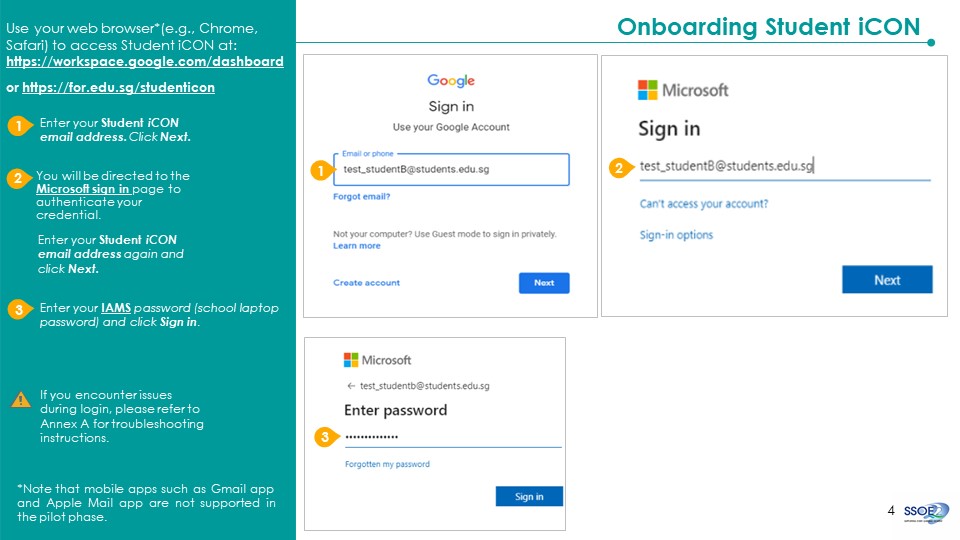 Onboarding Student iCON
Use your web browser*(e.g., Chrome,
Safari) to access Student iCON at:
https://workspace.google.com/dashboard
or https://for.edu.sg/studenticon
1
Enter your Student iCON
email address. Click Next.
2
You will be directed to the
Microsoft sign in page to
authenticate your
credential.
Enter your Student iCON
email address again and
click Next.
3
Enter your IAMS password (school laptop
password) and click Sign in.
If you encounter issues
during login, please refer to
Annex A for troubleshooting
instructions.
*Note that mobile apps such as Gmail app
and Apple Mail app are not supported in
the pilot phase.
Google
Sign in
Use your Google Account
Email or phone
1
test_studentB@students.edu.sg
Forgot email?
Not your computer? Use Guest mode to sign in privately.
Learn more
Create account
Next
Microsoft
Sign in
2
test_studentB@students.edu.sg
Can't access your account?
Sign-in options
Next
Microsoft
← test_studentb@students.edu.sg
Enter password
3
••••••••••••••
Forgotten my password
Sign in
4
SSOE2